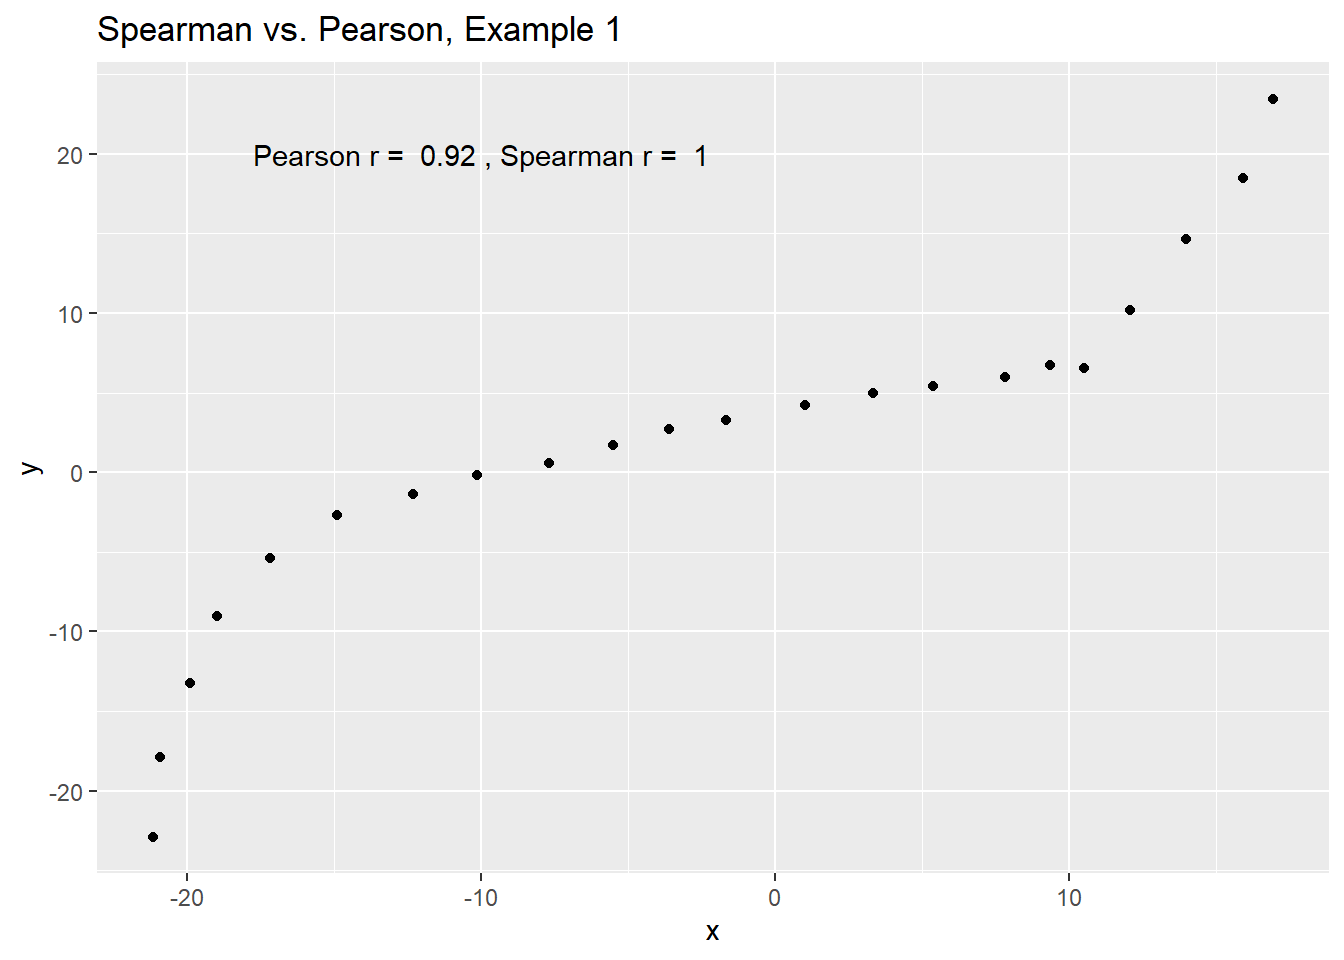 Spearman vs. Pearson, Example 1
Pearson r =  0.92 , Spearman r =  1
20
10
0
-10
-20
y
-20
-10
0
10
x